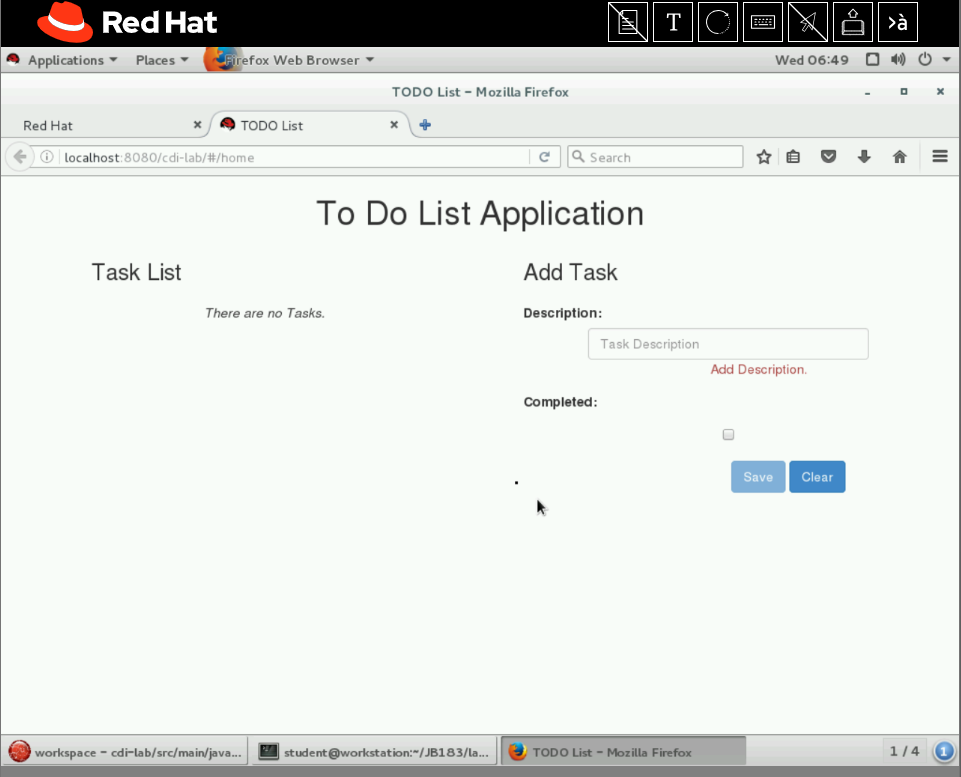 Red Hat
T
>à
Applications Places Firefox Web Browser Wed 06:49
TODO List - Mozilla Firefox
Red Hat TODO List
localhost:8080/cdi-lab/#/home Search
To Do List Application
Task List
There are no Tasks.
Add Task
Description:
Task Description
Add Description.
Completed:
Save Clear
workspace - cdi-lab/src/main/java... student@workstation:~/JB183/la... TODO List - Mozilla Firefox 1 / 4 1